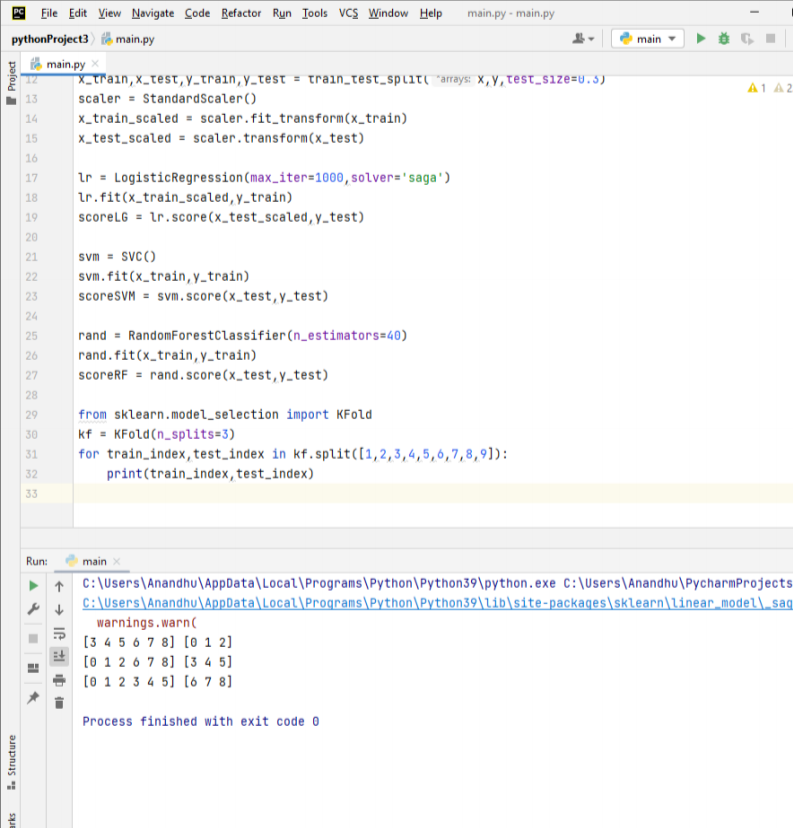 PC File Edit View Navigate Code Refactor Run Tools VCS Window Help main.py - main.py
pythonProject3 main.py main
Project
main.py
12 x_train,x_test,y_train,y_test = train_test_split( *arrays: x,y,test_size=0.3)
1 2
13 scaler = StandardScaler()
14 x_train_scaled = scaler.fit_transform(x_train)
15 x_test_scaled = scaler.transform(x_test)
16
17 lr = LogisticRegression(max_iter=1000,solver='saga')
18 lr.fit(x_train_scaled,y_train)
19 scoreLG = lr.score(x_test_scaled,y_test)
20
21 svm = SVC()
22 svm.fit(x_train,y_train)
23 scoreSVM = svm.score(x_test,y_test)
24
25 rand = RandomForestClassifier(n_estimators=40)
26 rand.fit(x_train,y_train)
27 scoreRF = rand.score(x_test,y_test)
28
29 from sklearn.model_selection import KFold
30 kf = KFold(n_splits=3)
31 for train_index,test_index in kf.split([1,2,3,4,5,6,7,8,9]):
32 print(train_index,test_index)
33
Run: main
C:\Users\Anandhu\AppData\Local\Programs\Python\Python39\python.exe C:\Users\Anandhu\PycharmProjects
C:\Users\Anandhu\AppData\Local\Programs\Python\Python39\lib\site-packages\sklearn\linear_model\_sag
warnings.warn(
[3 4 5 6 7 8] [0 1 2]
[0 1 2 6 7 8] [3 4 5]
[0 1 2 3 4 5] [6 7 8]
Process finished with exit code 0
Structure